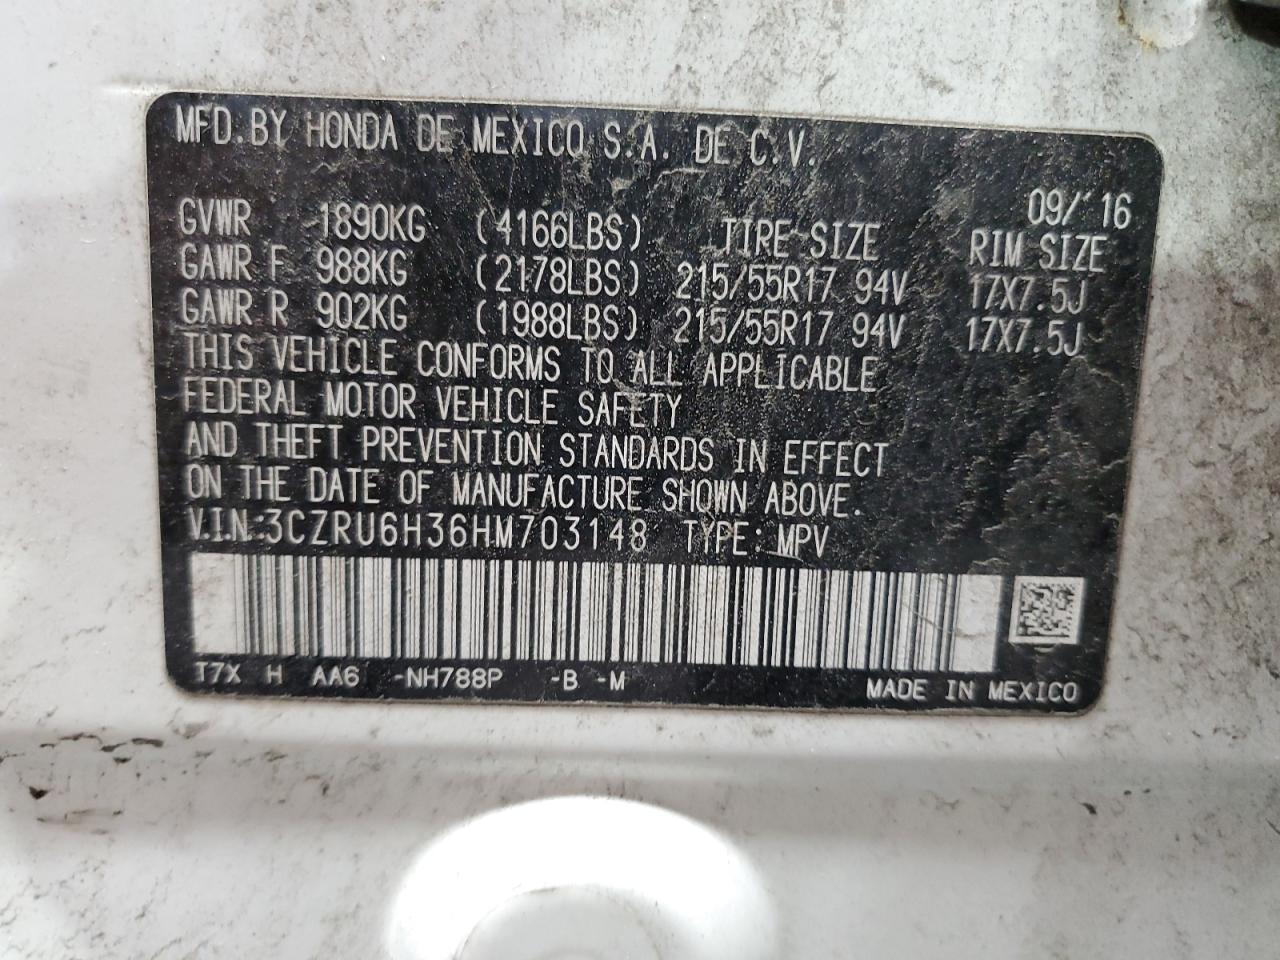 MFD.BY HONDA DE MEXICO S.A. DE C.V.
09/'16
GVWR 1890KG (4166LBS) TIRE SIZE RIM SIZE
GAWR F 988KG (2178LBS) 215/55R17 94V 17X7.5J
GAWR R 902KG (1988LBS) 215/55R17 94V 17X7.5J
THIS VEHICLE CONFORMS TO ALL APPLICABLE
FEDERAL MOTOR VEHICLE SAFETY
AND THEFT PREVENTION STANDARDS IN EFFECT
ON THE DATE OF MANUFACTURE SHOWN ABOVE.
V.I.N.:3CZRU6H36HM703148 TYPE: MPV
T7X H AA6 -NH788P -B -M MADE IN MEXICO